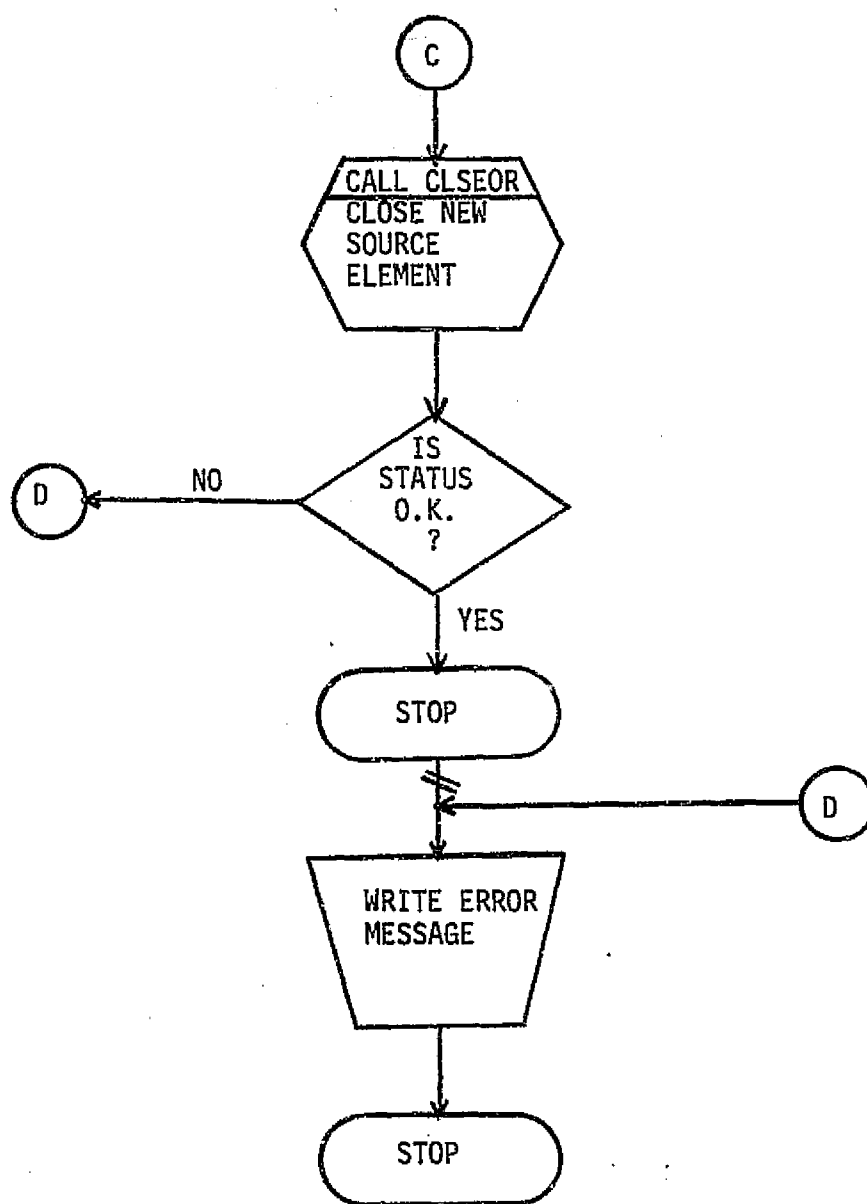 C
CALL CLSEOR
CLOSE NEW
SOURCE
ELEMENT
IS
STATUS
O.K.
?
NO
D
YES
STOP
D
WRITE ERROR
MESSAGE
STOP